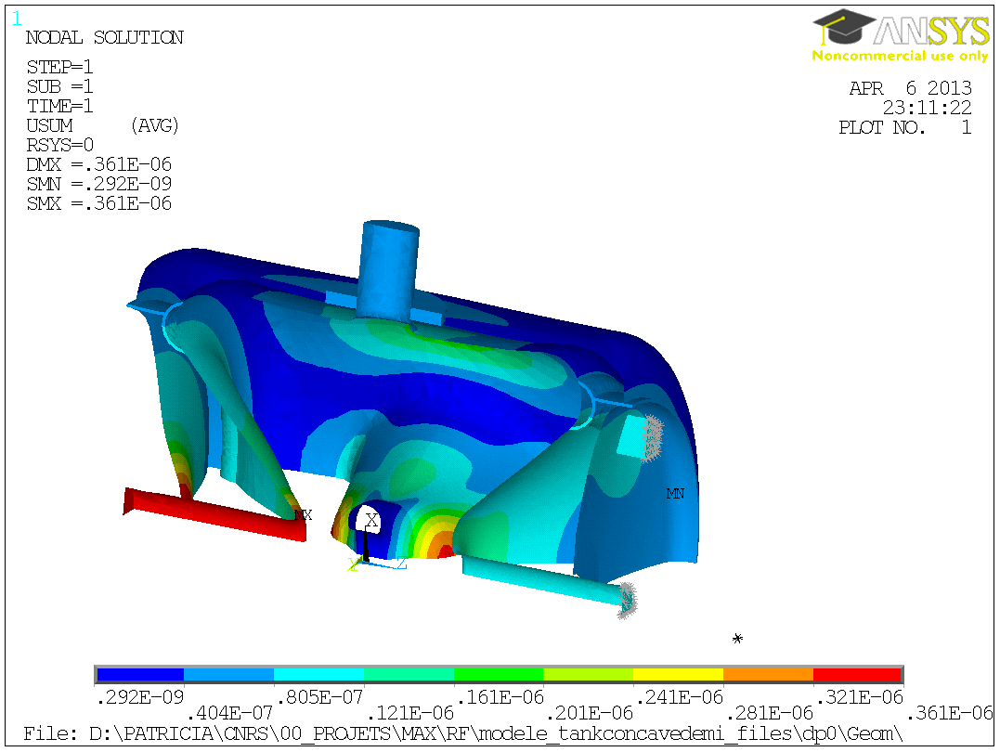 1
NODAL SOLUTION
STEP=1
SUB =1
TIME=1
USUM (AVG)
RSYS=0
DMX =.361E-06
SMN =.292E-09
SMX =.361E-06
ANSYS
Noncommercial use only
APR 6 2013
23:11:22
PLOT NO. 1
MN
MX
X
Y
Z
*
.292E-09 .805E-07 .161E-06 .241E-06 .321E-06
.404E-07 .121E-06 .201E-06 .281E-06 .361E-06
File: D:\PATRICIA\CNRS\00_PROJETS\MAX\RF\modele_tankconcavedemi_files\dp0\Geom\